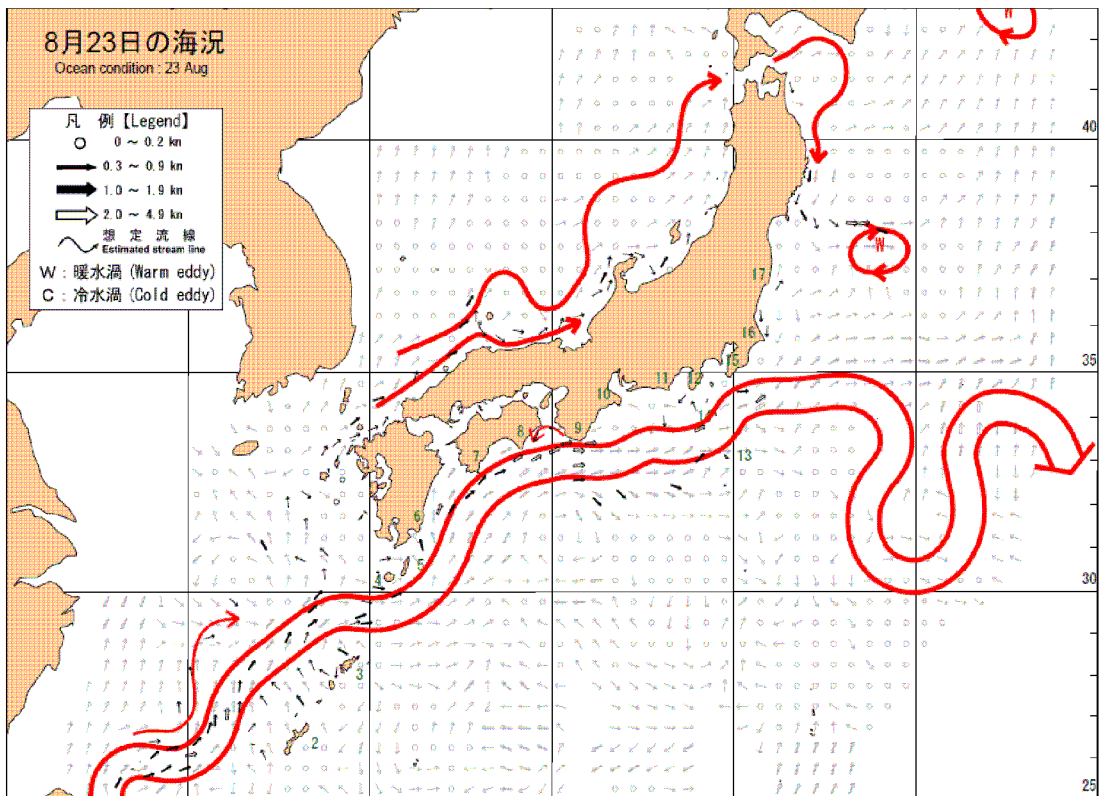 8月23日の海況
Ocean condition : 23 Aug
凡 例【Legend】
0 ～ 0.2 kn
0.3 ～ 0.9 kn
1.0 ～ 1.9 kn
2.0 ～ 4.9 kn
想 定 流 線
Estimated stream line
W : 暖水渦 (Warm eddy)
C : 冷水渦 (Cold eddy)
W
40
W
17
16
15
35
12
11
10
14
9
8
13
7
6
5
4
30
3
2
25